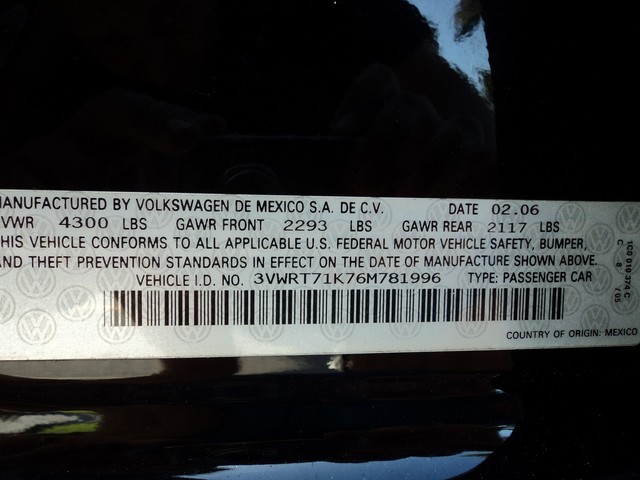 MANUFACTURED BY VOLKSWAGEN DE MEXICO S.A. DE C.V. DATE 02.06
GVWR 4300 LBS GAWR FRONT 2293 LBS GAWR REAR 2117 LBS
THIS VEHICLE CONFORMS TO ALL APPLICABLE U.S. FEDERAL MOTOR VEHICLE SAFETY, BUMPER,
AND THEFT PREVENTION STANDARDS IN EFFECT ON THE DATE OF MANUFACTURE SHOWN ABOVE.
VEHICLE I.D. NO. 3VWRT71K76M781996 TYPE: PASSENGER CAR
COUNTRY OF ORIGIN: MEXICO